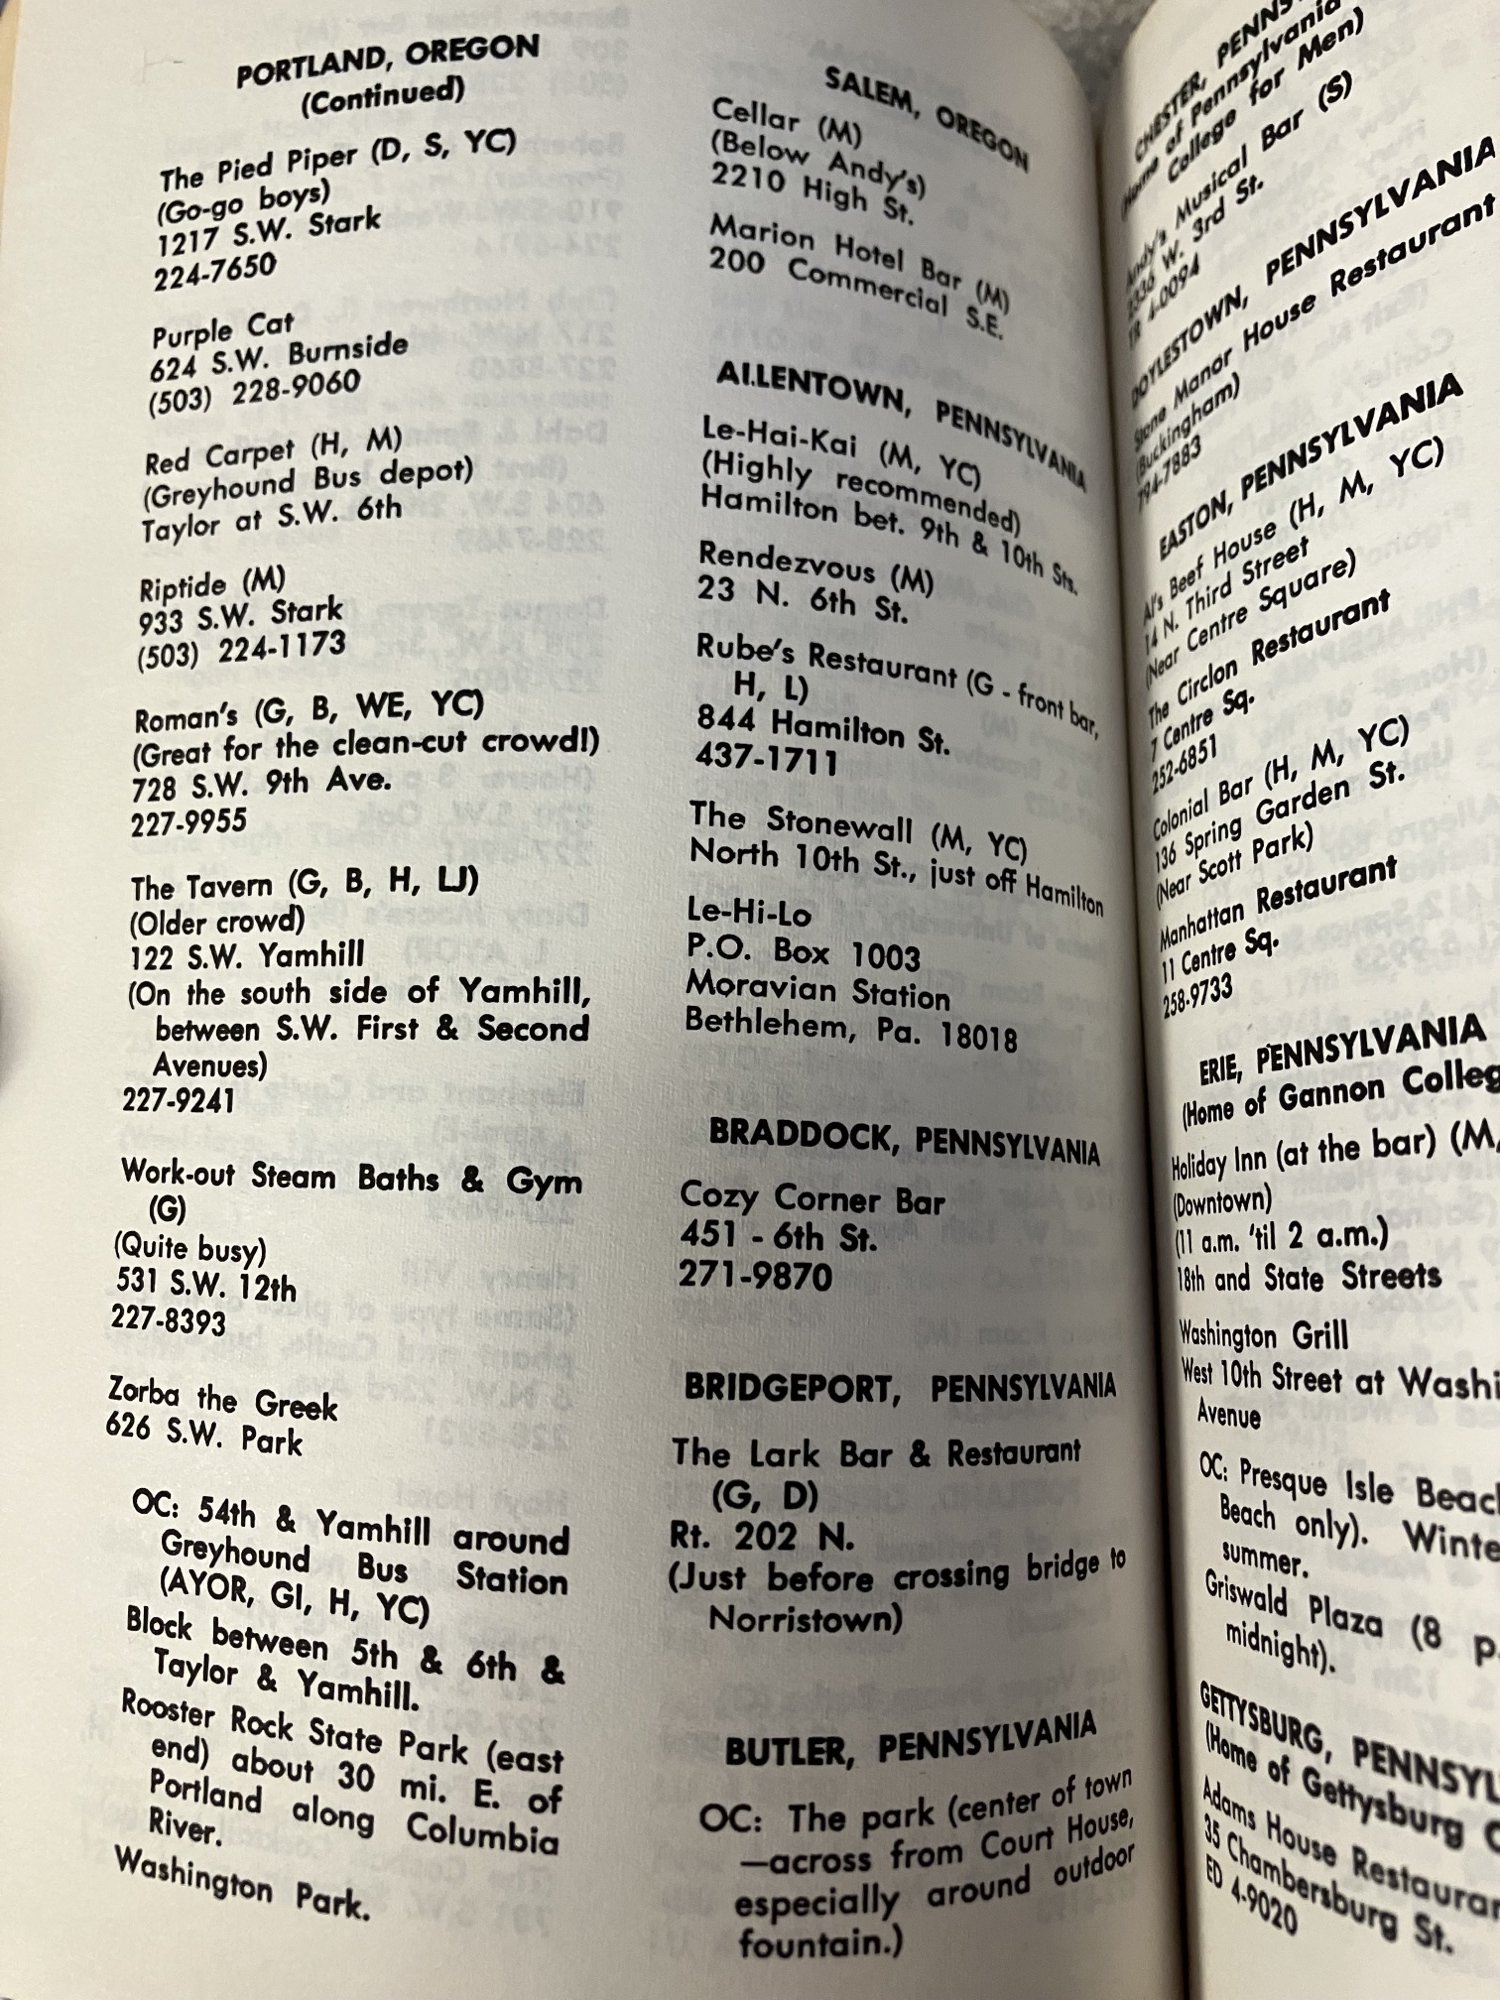 PORTLAND, OREGON
(Continued)
The Pied Piper (D, S, YC)
(Go-go boys)
1217 S.W. Stark
224-7650
Purple Cat
624 S.W. Burnside
(503) 228-9060
Red Carpet (H, M)
(Greyhound Bus depot)
Taylor at S.W. 6th
Riptide (M)
933 S.W. Stark
(503) 224-1173
Roman's (G, B, WE, YC)
(Great for the clean-cut crowd!)
728 S.W. 9th Ave.
227-9955
The Tavern (G, B, H, LJ)
(Older crowd)
122 S.W. Yamhill
(On the south side of Yamhill,
between S.W. First & Second
Avenues)
227-9241
Work-out Steam Baths & Gym
(G)
(Quite busy)
531 S.W. 12th
227-8393
Zorba the Greek
626 S.W. Park
OC: 54th & Yamhill around
Greyhound Bus Station
(AYOR, GI, H, YC)
Block between 5th & 6th &
Taylor & Yamhill.
Rooster Rock State Park (east
end) about 30 mi. E. of
Portland along Columbia
River.
Washington Park.
SALEM, OREGON
Cellar (M)
(Below Andy's)
2210 High St.
Marion Hotel Bar (M)
200 Commercial S.E.
ALLENTOWN, PENNSYLVANIA
Le-Hai-Kai (M, YC)
(Highly recommended)
Hamilton bet. 9th & 10th Sts.
Rendezvous (M)
23 N. 6th St.
Rube's Restaurant (G - front bar,
H, L)
844 Hamilton St.
437-1711
The Stonewall (M, YC)
North 10th St., just off Hamilton
Le-Hi-Lo
P.O. Box 1003
Moravian Station
Bethlehem, Pa. 18018
BRADDOCK, PENNSYLVANIA
Cozy Corner Bar
451 - 6th St.
271-9870
BRIDGEPORT, PENNSYLVANIA
The Lark Bar & Restaurant
(G, D)
Rt. 202 N.
(Just before crossing bridge to
Norristown)
BUTLER, PENNSYLVANIA
OC: The park (center of town
—across from Court House,
especially around outdoor
fountain.)
CHESTER, PENNS
(Home of Pennsylvania
College for Men)
Andy's Musical Bar (S)
2336 W. 3rd St.
TR 4-0094
DOYLESTOWN, PENNSYLVANIA
Stone Manor House Restaurant
(Buckingham)
794-7883
EASTON, PENNSYLVANIA
Al's Beef House (H, M, YC)
14 N. Third Street
(Near Centre Square)
The Circlon Restaurant
7 Centre Sq.
252-6851
Colonial Bar (H, M, YC)
136 Spring Garden St.
(Near Scott Park)
Manhattan Restaurant
11 Centre Sq.
258-9733
ERIE, PENNSYLVANIA
(Home of Gannon Colleg
Holiday Inn (at the bar) (M,
(Downtown)
(11 a.m. 'til 2 a.m.)
18th and State Streets
Washington Grill
West 10th Street at Washi
Avenue
OC: Presque Isle Beac
Beach only). Winte
summer.
Griswald Plaza (8 p.
midnight).
GETTYSBURG, PENNSYL
(Home of Gettysburg C
Adams House Restauran
35 Chambersburg St.
ED 4-9020